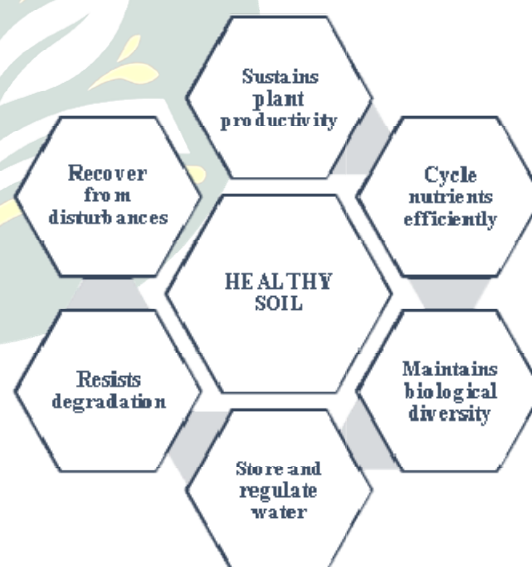 Sustains
plant
productivity
Cycle
nutrients
efficiently
Maintains
biological
diversity
Store and
regulate
water
Resists
degradation
Recover
from
disturbances
HEALTHY
SOIL